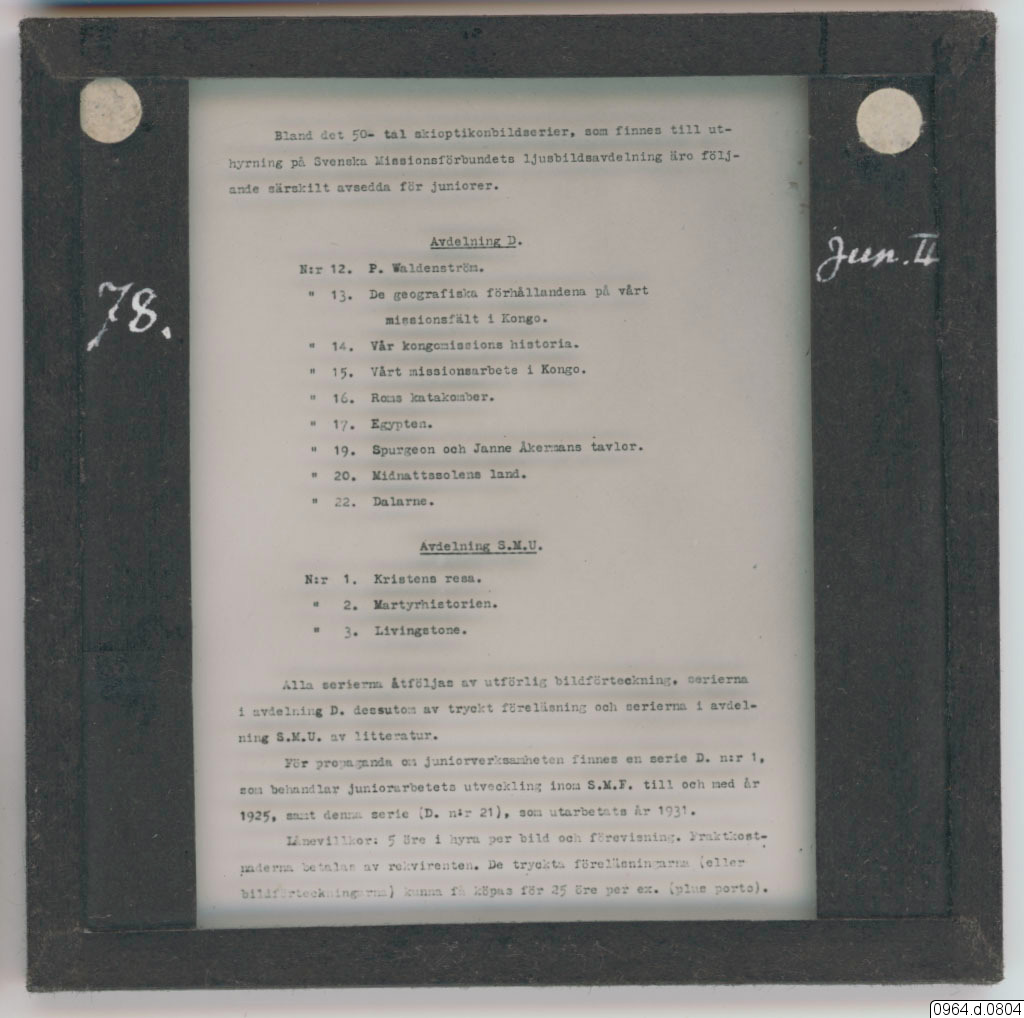 Bland det 50- tal skioptikonbildserier, som finnes till ut-
hyrning på Svenska Missionsförbundets ljusbildsavdelning äro följ-
ande särskilt avsedda för juniorer.
Avdelning D.
N:r 12. P. Waldenström.
" 13. De geografiska förhållandena på vårt
missionsfält i Kongo.
" 14. Vår kongomissions historia.
" 15. Vårt missionsarbete i Kongo.
" 16. Roms katakomber.
" 17. Egypten.
" 19. Spurgeon och Janne Åkermans tavlor.
" 20. Midnattssolens land.
" 22. Dalarne.
Avdelning S.M.U.
N:r 1. Kristens resa.
" 2. Martyrhistorien.
" 3. Livingstone.
Alla serierna åtföljas av utförlig bildförteckning, serierna
i avdelning D. dessutom av tryckt föreläsning och serierna i avdel-
ning S.M.U. av litteratur.
För propaganda om juniorverksamheten finnes en serie D. n:r 1,
som behandlar juniorarbetets utveckling inom S.M.F. till och med år
1925, samt denna serie (D. n:r 21), som utarbetats år 1931.
Lånevillkor: 5 öre i hyra per bild och förevisning. Fraktkost-
naderna betalas av rekvirenten. De tryckta föreläsningarna (eller
bildförteckningarna) kunna få köpas för 25 öre per ex. (plus porto).
78.
Jun. II
0964.d.0804